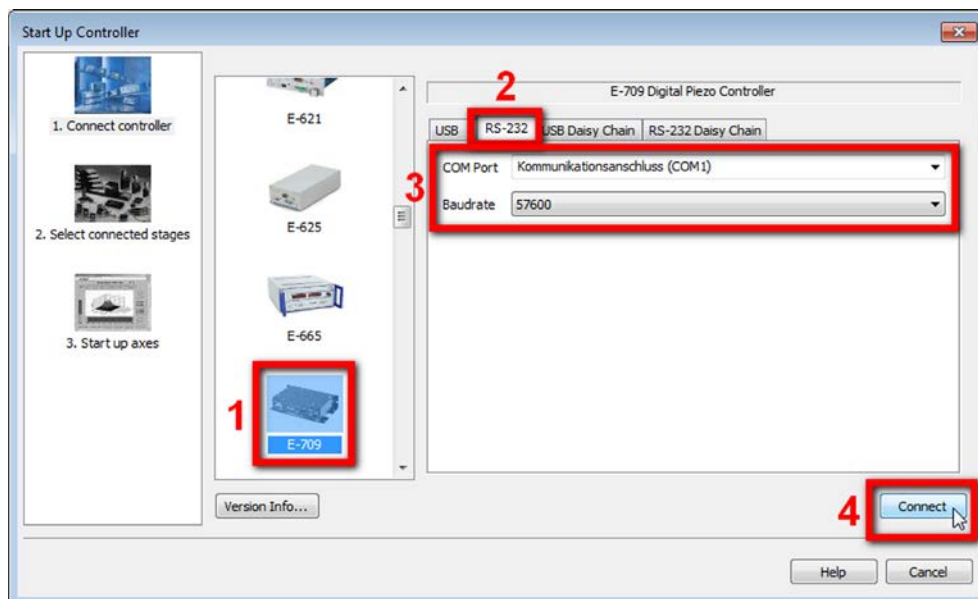 Start Up Controller
1. Connect controller
2. Select connected stages
3. Start up axes
E-621
E-625
E-665
1
E-709
Version Info...
2
E-709 Digital Piezo Controller
USB
RS-232
USB Daisy Chain
RS-232 Daisy Chain
3
COM Port Kommunikationsanschluss (COM1)
Baudrate 57600
4
Connect
Help
Cancel